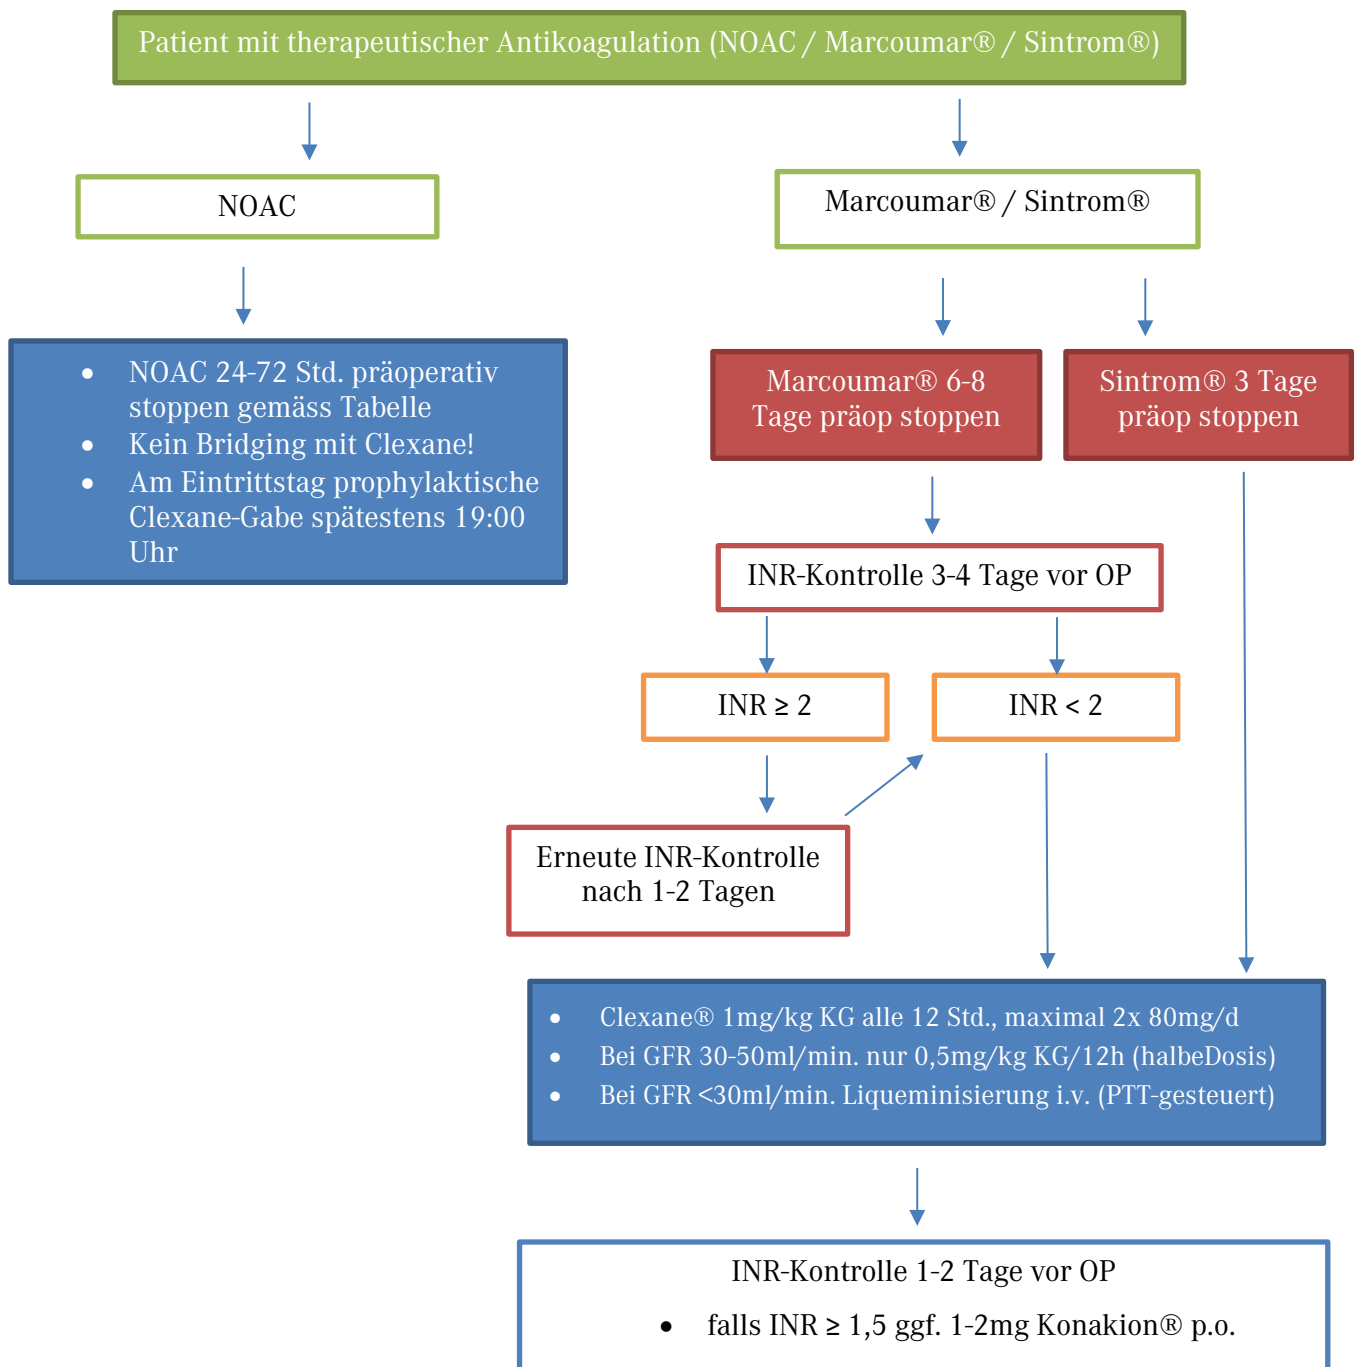 Patient mit therapeutischer Antikoagulation (NOAC / Marcoumar® / Sintrom®)
NOAC
Marcoumar® / Sintrom®
• NOAC 24-72 Std. präoperativ
stoppen gemäss Tabelle
• Kein Bridging mit Clexane!
• Am Eintrittstag prophylaktische
Clexane-Gabe spätestens 19:00
Uhr
Marcoumar® 6-8
Tage präop stoppen
Sintrom® 3 Tage
präop stoppen
INR-Kontrolle 3-4 Tage vor OP
INR ≥ 2
INR < 2
Erneute INR-Kontrolle
nach 1-2 Tagen
• Clexane® 1mg/kg KG alle 12 Std., maximal 2x 80mg/d
• Bei GFR 30-50ml/min. nur 0,5mg/kg KG/12h (halbeDosis)
• Bei GFR <30ml/min. Liqueminisierung i.v. (PTT-gesteuert)
INR-Kontrolle 1-2 Tage vor OP
• falls INR ≥ 1,5 ggf. 1-2mg Konakion® p.o.